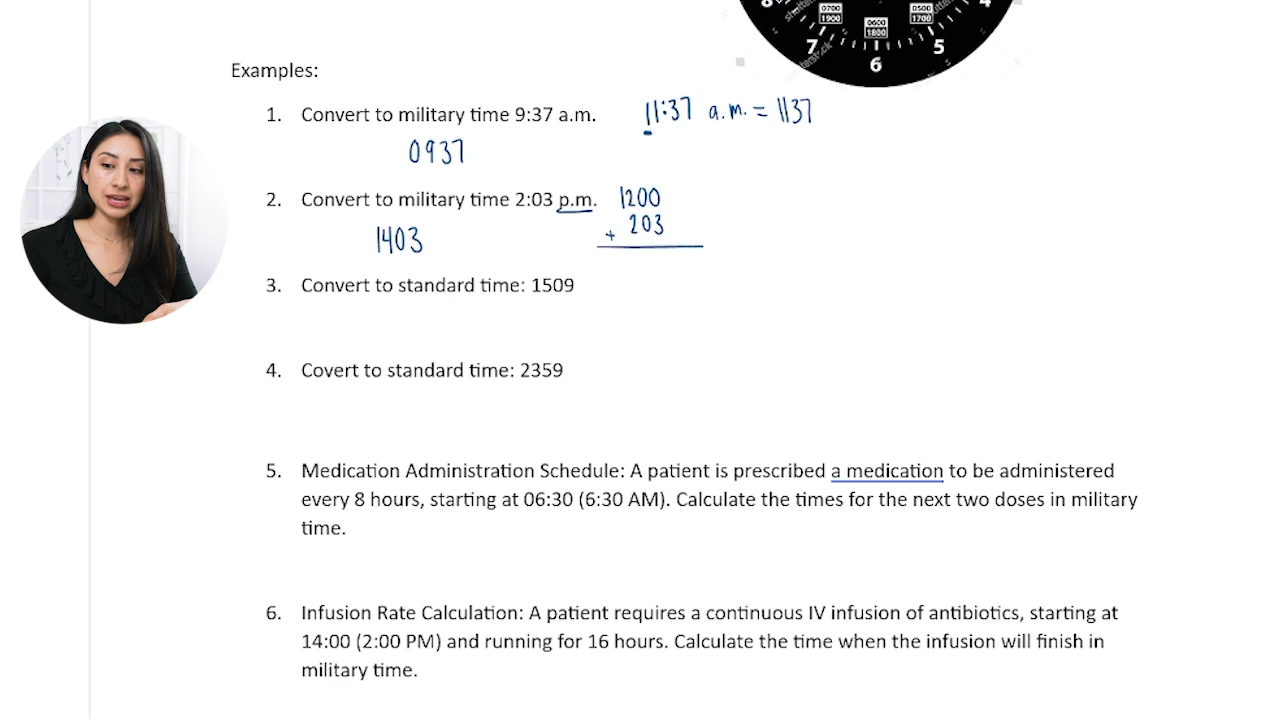 0700
1900
0600
1800
0500
1700
7
6
5
Examples:
1. Convert to military time 9:37 a.m. 11:37 a.m. = 1137
0937
2. Convert to military time 2:03 p.m. 1200
+ 203
1403
3. Convert to standard time: 1509
4. Covert to standard time: 2359
5. Medication Administration Schedule: A patient is prescribed a medication to be administered
every 8 hours, starting at 06:30 (6:30 AM). Calculate the times for the next two doses in military
time.
6. Infusion Rate Calculation: A patient requires a continuous IV infusion of antibiotics, starting at
14:00 (2:00 PM) and running for 16 hours. Calculate the time when the infusion will finish in
military time.